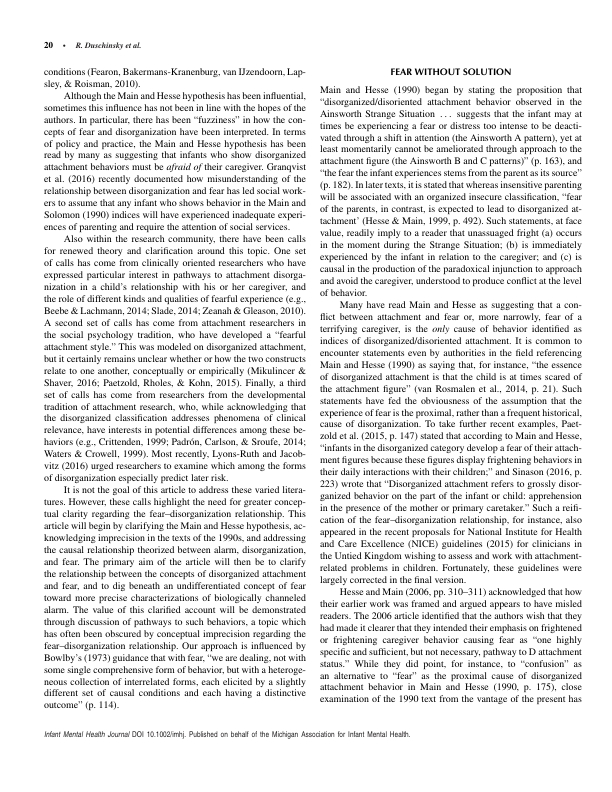 20 • R. Duschinsky et al.
conditions (Fearon, Bakermans-Kranenburg, van IJzendoorn, Lap-
sley, & Roisman, 2010).
Although the Main and Hesse hypothesis has been influential,
sometimes this influence has not been in line with the hopes of the
authors. In particular, there has been “fuzziness” in how the con-
cepts of fear and disorganization have been interpreted. In terms
of policy and practice, the Main and Hesse hypothesis has been
read by many as suggesting that infants who show disorganized
attachment behaviors must be afraid of their caregiver. Granqvist
et al. (2016) recently documented how misunderstanding of the
relationship between disorganization and fear has led social work-
ers to assume that any infant who shows behavior in the Main and
Solomon (1990) indices will have experienced inadequate experi-
ences of parenting and require the attention of social services.
Also within the research community, there have been calls
for renewed theory and clarification around this topic. One set
of calls has come from clinically oriented researchers who have
expressed particular interest in pathways to attachment disorga-
nization in a child’s relationship with his or her caregiver, and
the role of different kinds and qualities of fearful experience (e.g.,
Beebe & Lachmann, 2014; Slade, 2014; Zeanah & Gleason, 2010).
A second set of calls has come from attachment researchers in
the social psychology tradition, who have developed a “fearful
attachment style.” This was modeled on disorganized attachment,
but it certainly remains unclear whether or how the two constructs
relate to one another, conceptually or empirically (Mikulincer &
Shaver, 2016; Paetzold, Rholes, & Kohn, 2015). Finally, a third
set of calls has come from researchers from the developmental
tradition of attachment research, who, while acknowledging that
the disorganized classification addresses phenomena of clinical
relevance, have interests in potential differences among these be-
haviors (e.g., Crittenden, 1999; Padrón, Carlson, & Sroufe, 2014;
Waters & Crowell, 1999). Most recently, Lyons-Ruth and Jacob-
vitz (2016) urged researchers to examine which among the forms
of disorganization especially predict later risk.
It is not the goal of this article to address these varied litera-
tures. However, these calls highlight the need for greater concep-
tual clarity regarding the fear–disorganization relationship. This
article will begin by clarifying the Main and Hesse hypothesis, ac-
knowledging imprecision in the texts of the 1990s, and addressing
the causal relationship theorized between alarm, disorganization,
and fear. The primary aim of the article will then be to clarify
the relationship between the concepts of disorganized attachment
and fear, and to dig beneath an undifferentiated concept of fear
toward more precise characterizations of biologically channeled
alarm. The value of this clarified account will be demonstrated
through discussion of pathways to such behaviors, a topic which
has often been obscured by conceptual imprecision regarding the
fear–disorganization relationship. Our approach is influenced by
Bowlby’s (1973) guidance that with fear, “we are dealing, not with
some single comprehensive form of behavior, but with a heteroge-
neous collection of interrelated forms, each elicited by a slightly
different set of causal conditions and each having a distinctive
outcome” (p. 114).
FEAR WITHOUT SOLUTION
Main and Hesse (1990) began by stating the proposition that
“disorganized/disoriented attachment behavior observed in the
Ainsworth Strange Situation . . . suggests that the infant may at
times be experiencing a fear or distress too intense to be deacti-
vated through a shift in attention (the Ainsworth A pattern), yet at
least momentarily cannot be ameliorated through approach to the
attachment figure (the Ainsworth B and C patterns)” (p. 163), and
“the fear the infant experiences stems from the parent as its source”
(p. 182). In later texts, it is stated that whereas insensitive parenting
will be associated with an organized insecure classification, “fear
of the parents, in contrast, is expected to lead to disorganized at-
tachment’ (Hesse & Main, 1999, p. 492). Such statements, at face
value, readily imply to a reader that unassuaged fright (a) occurs
in the moment during the Strange Situation; (b) is immediately
experienced by the infant in relation to the caregiver; and (c) is
causal in the production of the paradoxical injunction to approach
and avoid the caregiver, understood to produce conflict at the level
of behavior.
Many have read Main and Hesse as suggesting that a con-
flict between attachment and fear or, more narrowly, fear of a
terrifying caregiver, is the only cause of behavior identified as
indices of disorganized/disoriented attachment. It is common to
encounter statements even by authorities in the field referencing
Main and Hesse (1990) as saying that, for instance, “the essence
of disorganized attachment is that the child is at times scared of
the attachment figure” (van Rosmalen et al., 2014, p. 21). Such
statements have fed the obviousness of the assumption that the
experience of fear is the proximal, rather than a frequent historical,
cause of disorganization. To take further recent examples, Paet-
zold et al. (2015, p. 147) stated that according to Main and Hesse,
“infants in the disorganized category develop a fear of their attach-
ment figures because these figures display frightening behaviors in
their daily interactions with their children;” and Sinason (2016, p.
223) wrote that “Disorganized attachment refers to grossly disor-
ganized behavior on the part of the infant or child: apprehension
in the presence of the mother or primary caretaker.” Such a reifi-
cation of the fear–disorganization relationship, for instance, also
appeared in the recent proposals for National Institute for Health
and Care Excellence (NICE) guidelines (2015) for clinicians in
the Untied Kingdom wishing to assess and work with attachment-
related problems in children. Fortunately, these guidelines were
largely corrected in the final version.
Hesse and Main (2006, pp. 310–311) acknowledged that how
their earlier work was framed and argued appears to have misled
readers. The 2006 article identified that the authors wish that they
had made it clearer that they intended their emphasis on frightened
or frightening caregiver behavior causing fear as “one highly
specific and sufficient, but not necessary, pathway to D attachment
status.” While they did point, for instance, to “confusion” as
an alternative to “fear” as the proximal cause of disorganized
attachment behavior in Main and Hesse (1990, p. 175), close
examination of the 1990 text from the vantage of the present has
Infant Mental Health Journal DOI 10.1002/imhj. Published on behalf of the Michigan Association for Infant Mental Health.